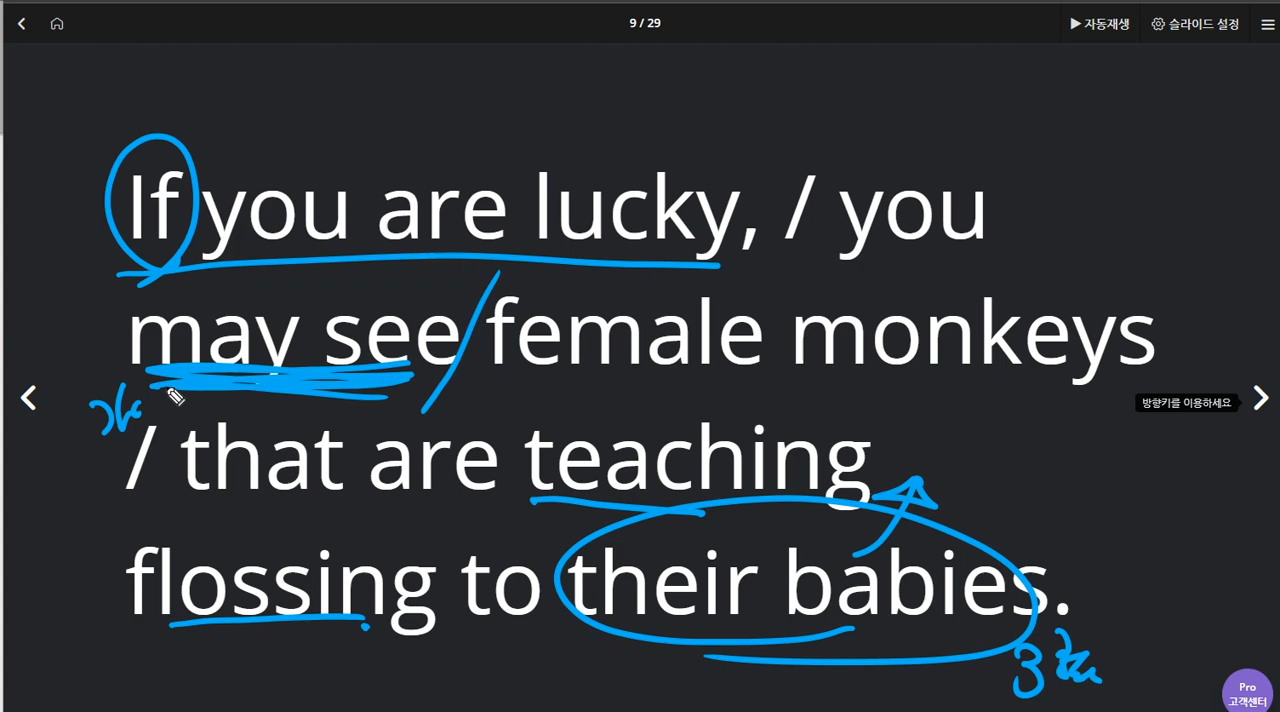 9 / 29
▶ 자동재생
슬라이드 설정
If you are lucky, / you
may see female monkeys
방향키를 이용하세요
/ that are teaching
flossing to their babies.
Pro
고객센터